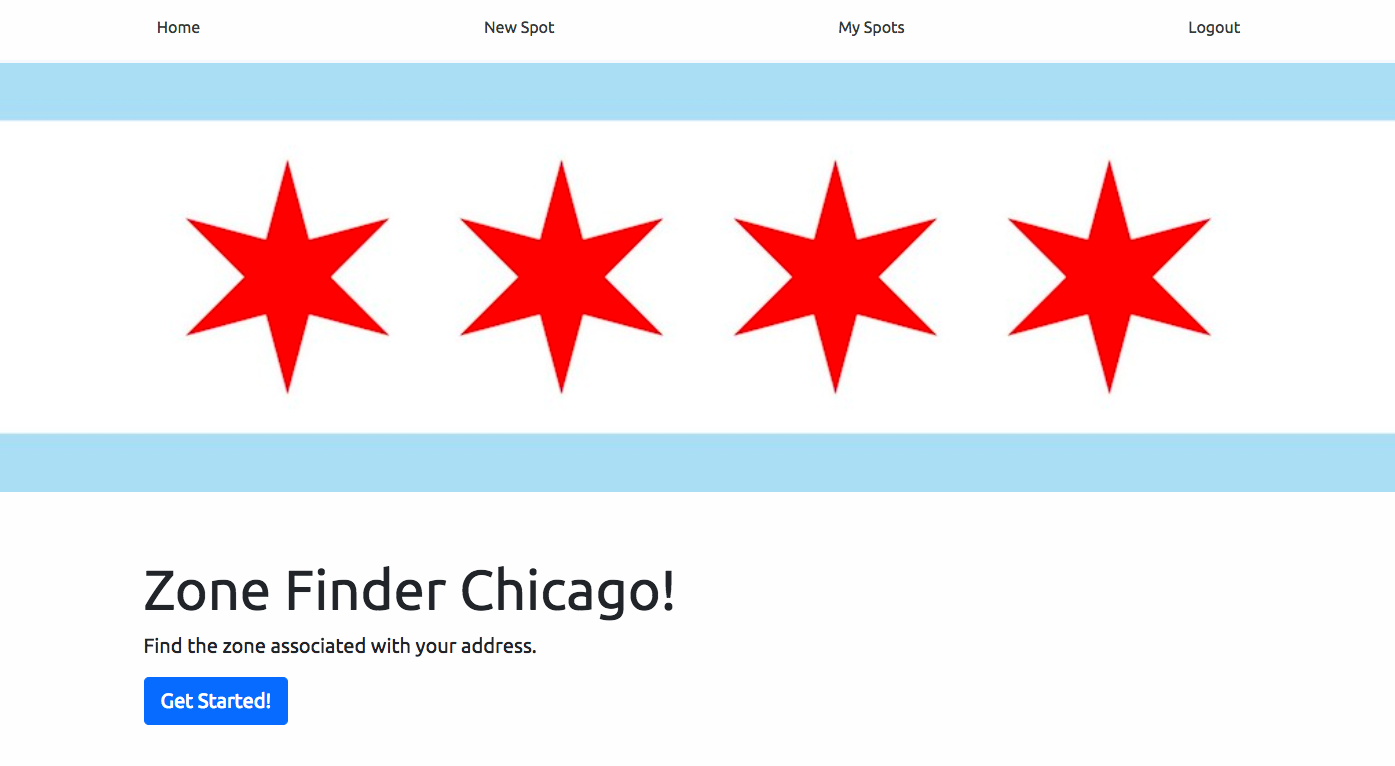 Home New Spot My Spots Logout
Zone Finder Chicago!
Find the zone associated with your address.
Get Started!